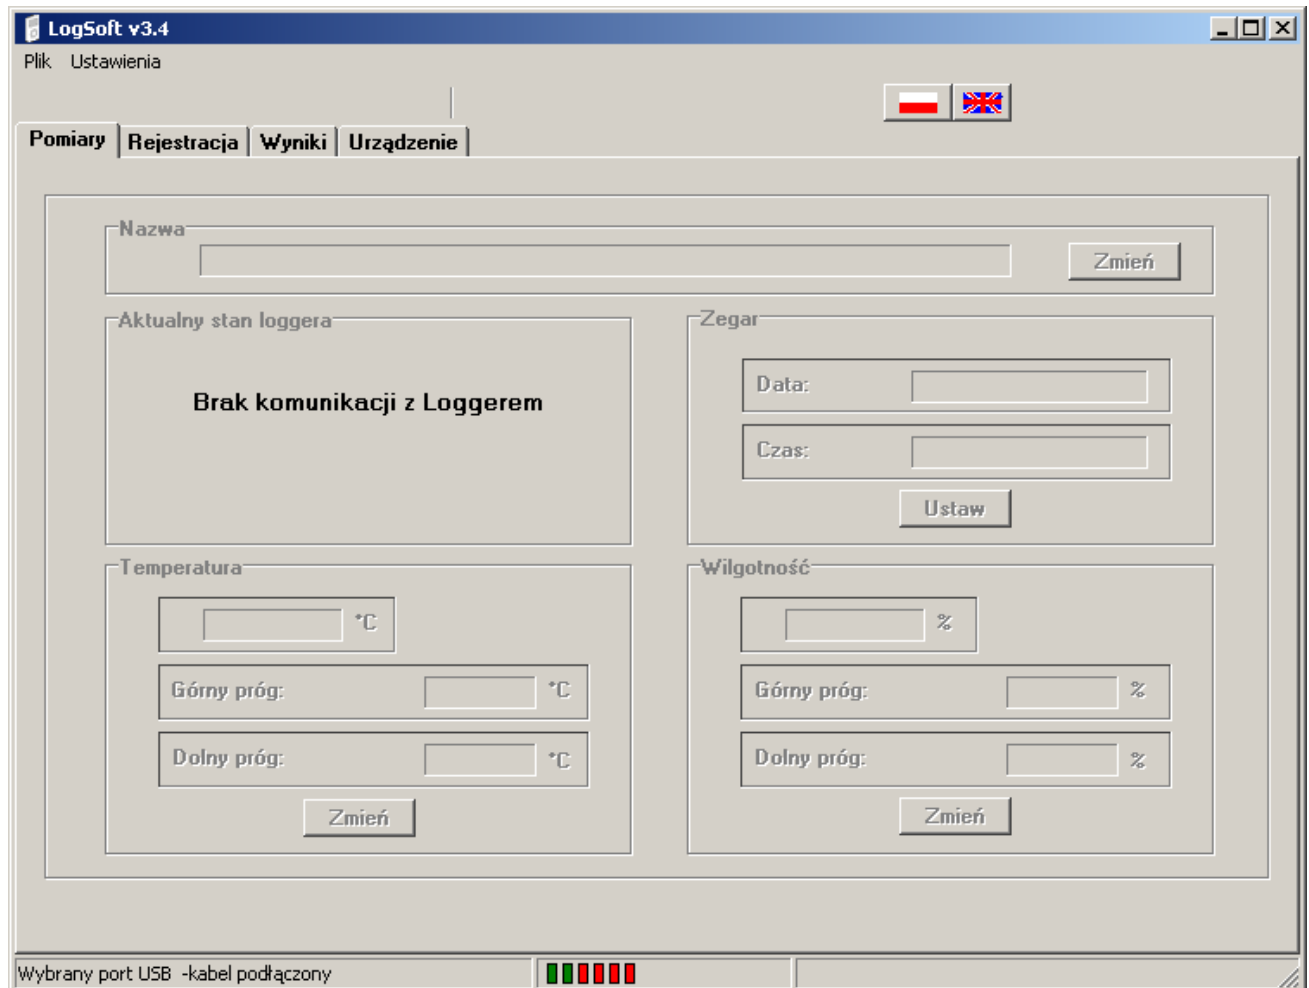 LogSoft v3.4
Plik Ustawienia
Pomiary Rejestracja Wyniki Urządzenie
Nazwa
Zmień
Aktualny stan loggera
Brak komunikacji z Loggerem
Zegar
Data:
Czas:
Ustaw
Temperatura
°C
Górny próg: °C
Dolny próg: °C
Zmień
Wilgotność
%
Górny próg: %
Dolny próg: %
Zmień
Wybrany port USB -kabel podłączony